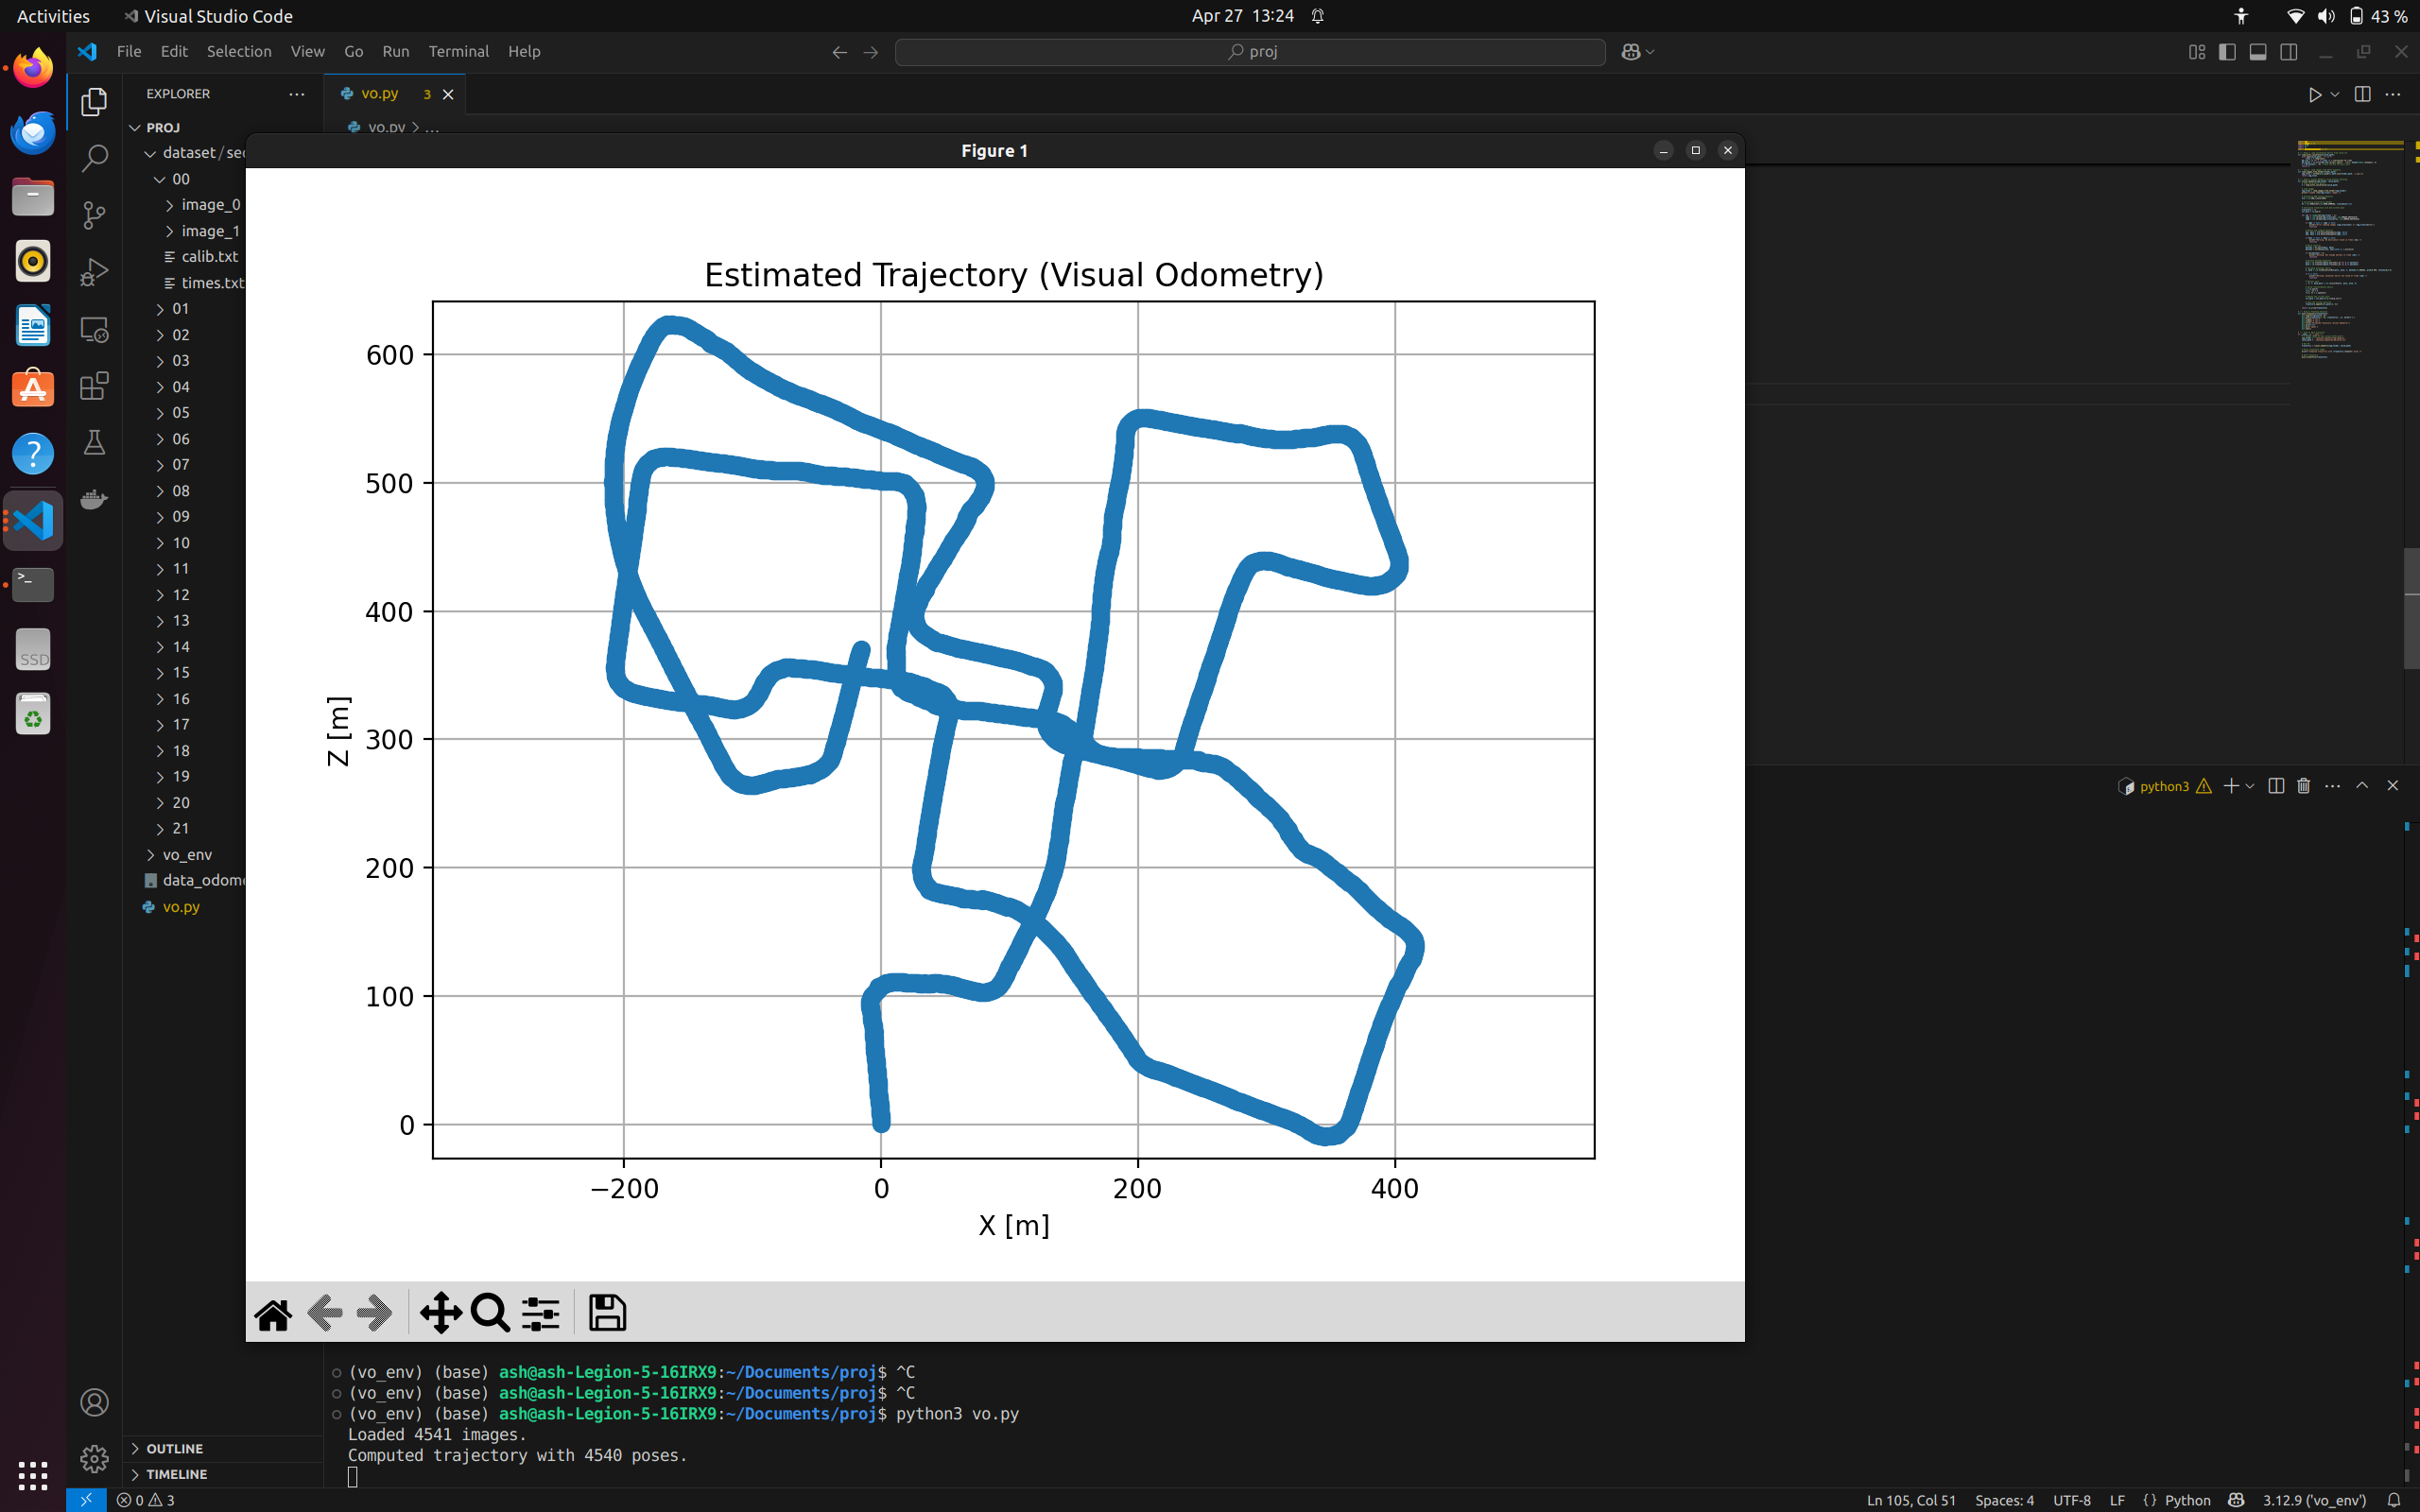 Activities Visual Studio Code Apr 27 13:24 43 %
File Edit Selection View Go Run Terminal Help proj
EXPLORER
vo.py 3
PROJ
vo.py > ...
dataset / sec
00
image_0
image_1
calib.txt
times.txt
01
02
03
04
05
06
07
08
09
10
11
12
13
14
15
16
17
18
19
20
21
vo_env
data_odome
vo.py
OUTLINE
TIMELINE
SSD
Figure 1
Estimated Trajectory (Visual Odometry)
600
500
400
300
200
100
0
Z [m]
−200 0 200 400
X [m]
python3
(vo_env) (base) ash@ash-Legion-5-16IRX9:~/Documents/proj$ ^C
(vo_env) (base) ash@ash-Legion-5-16IRX9:~/Documents/proj$ ^C
(vo_env) (base) ash@ash-Legion-5-16IRX9:~/Documents/proj$ python3 vo.py
Loaded 4541 images.
Computed trajectory with 4540 poses.
0 3 Ln 105, Col 51 Spaces: 4 UTF-8 LF {} Python 3.12.9 ('vo_env')